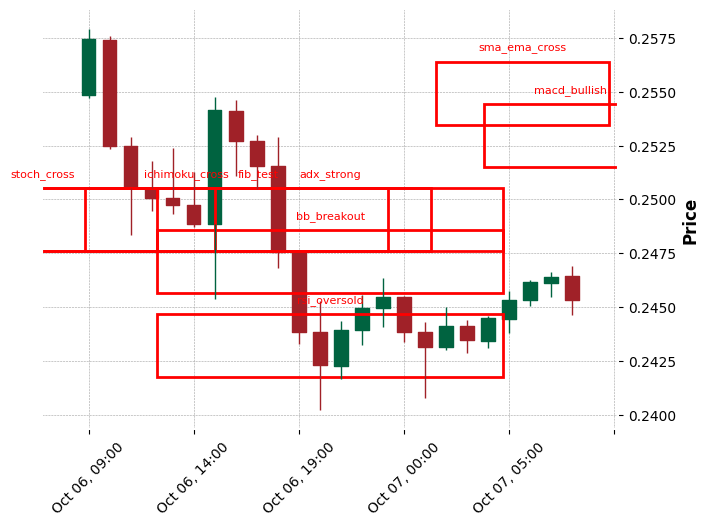 sma_ema_cross
macd_bullish
stoch_cross
ichimoku_cross
fib_test
adx_strong
bb_breakout
rsi_oversold
0.2575
0.2550
0.2525
0.2500
0.2475
0.2450
0.2425
0.2400
Price
Oct 06, 09:00
Oct 06, 14:00
Oct 06, 19:00
Oct 07, 00:00
Oct 07, 05:00